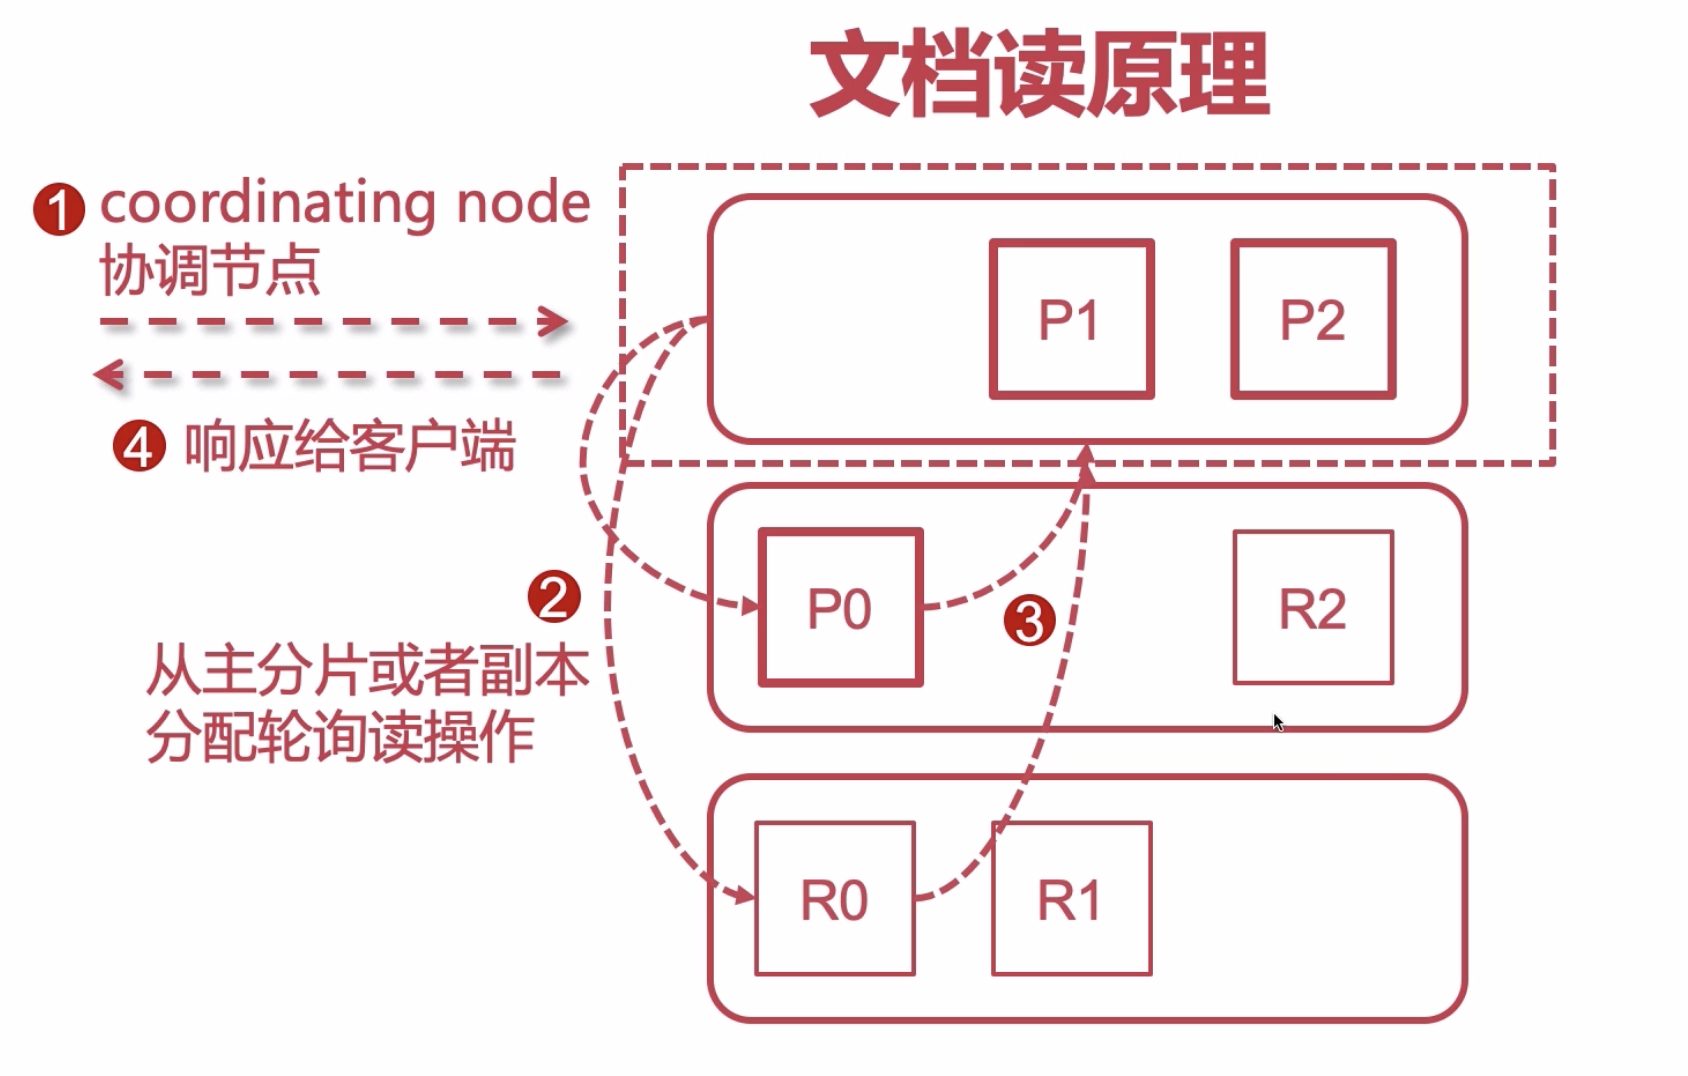 文档读原理
1 coordinating node
协调节点
4 响应给客户端
2
从主分片或者副本
分配轮询读操作
P1 P2
P0 3 R2
R0 R1